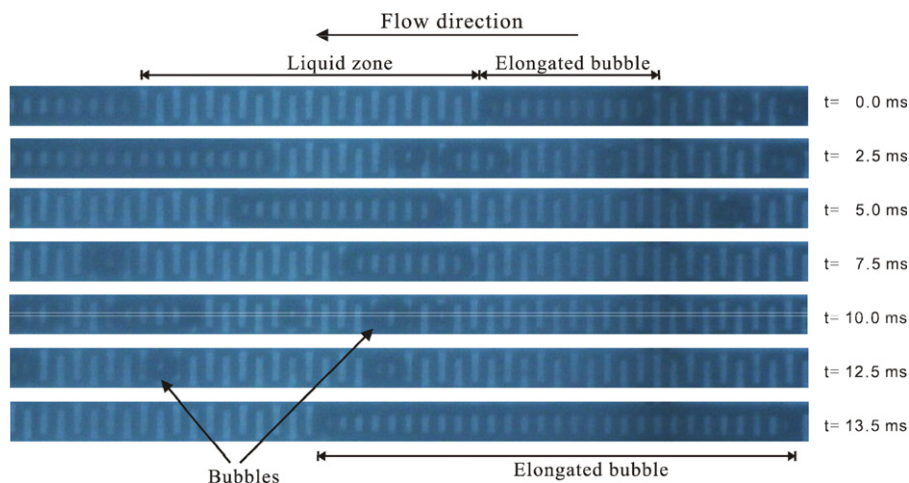 Flow direction
Liquid zone
Elongated bubble
t= 0.0 ms
t= 2.5 ms
t= 5.0 ms
t= 7.5 ms
t= 10.0 ms
t= 12.5 ms
t= 13.5 ms
Bubbles
Elongated bubble